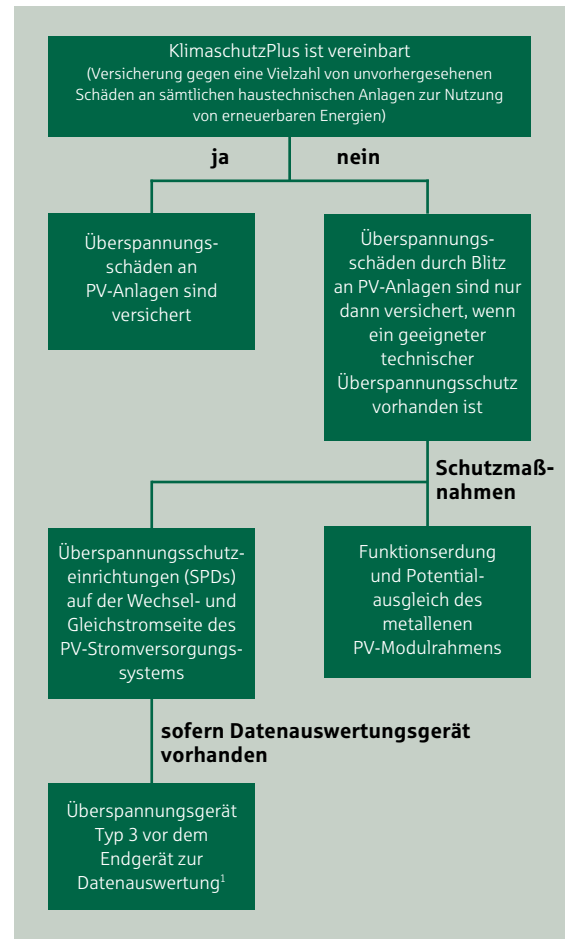 KlimaschutzPlus ist vereinbart
(Versicherung gegen eine Vielzahl von unvorhergesehenen
Schäden an sämtlichen haustechnischen Anlagen zur Nutzung
von erneuerbaren Energien)
ja
nein
Überspannungs-
schäden an
PV-Anlagen sind
versichert
Überspannungs-
schäden durch Blitz
an PV-Anlagen sind nur
dann versichert, wenn
ein geeigneter
technischer
Überspannungsschutz
vorhanden ist
Schutzmaß-
nahmen
Überspannungsschutz-
einrichtungen (SPDs)
auf der Wechsel- und
Gleichstromseite des
PV-Stromversorgungs-
systems
Funktionserdung
und Potential-
ausgleich des
metallenen
PV-Modulrahmens
sofern Datenauswertungsgerät
vorhanden
Überspannungsgerät
Typ 3 vor dem
Endgerät zur
Datenauswertung¹